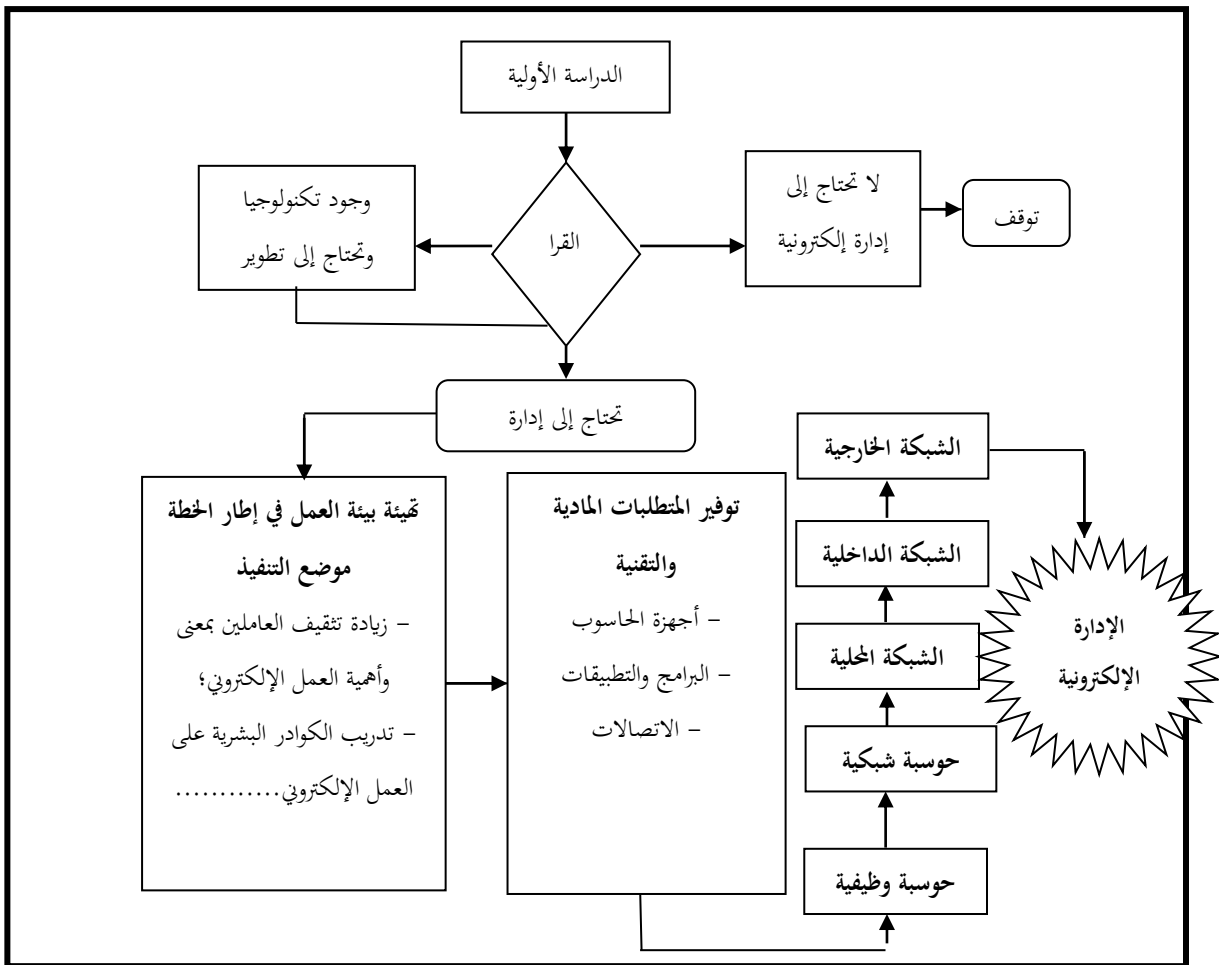 الدراسة الأولية
وجود تكنولوجيا
وتحتاج إلى تطوير
القرا
لا تحتاج إلى
إدارة إلكترونية
توقف
تحتاج إلى إدارة
تهيئة بيئة العمل في إطار الخطة
موضع التنفيذ
– زيادة تثقيف العاملين بمعنى
وأهمية العمل الإلكتروني؛
– تدريب الكوادر البشرية على
العمل الإلكتروني............
توفير المتطلبات المادية
والتقنية
– أجهزة الحاسوب
– البرامج والتطبيقات
– الاتصالات
الشبكة الخارجية
الشبكة الداخلية
الشبكة المحلية
حوسبة شبكية
حوسبة وظيفية
الإدارة
الإلكترونية